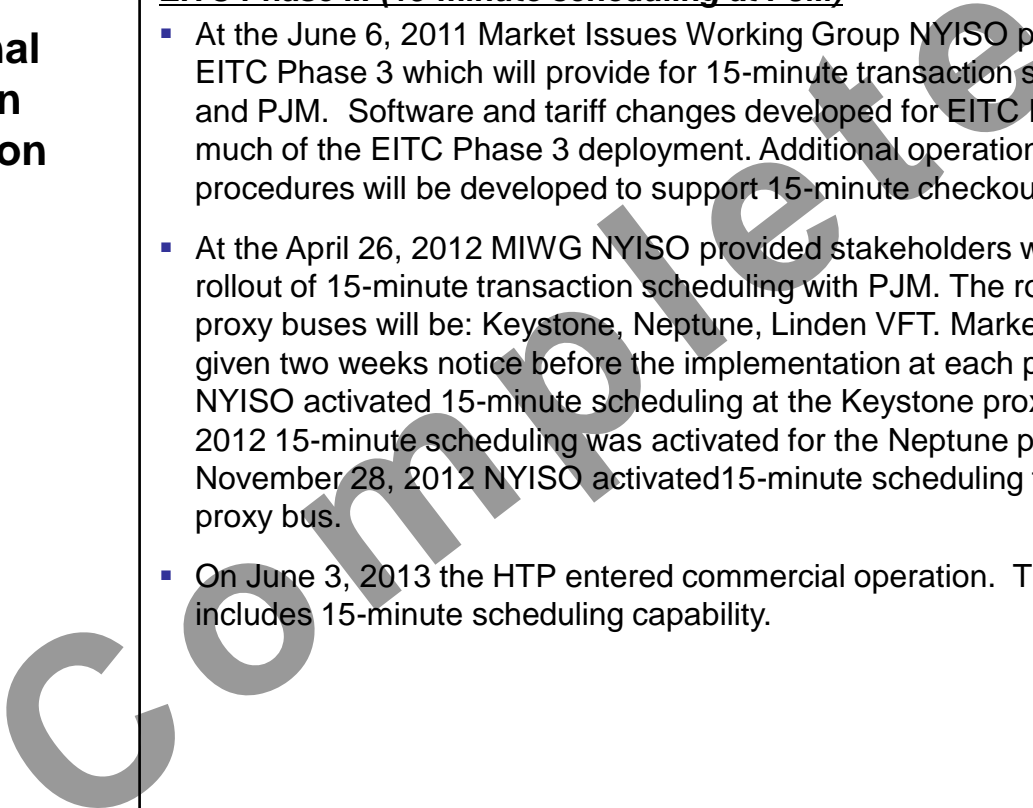 EITC Phase III (15-minute scheduling at PJM)
nal
n
on
At the June 6, 2011 Market Issues Working Group NYISO p
EITC Phase 3 which will provide for 15-minute transaction s
and PJM. Software and tariff changes developed for EITC
much of the EITC Phase 3 deployment. Additional operation
procedures will be developed to support 15-minute checkou
At the April 26, 2012 MIWG NYISO provided stakeholders w
rollout of 15-minute transaction scheduling with PJM. The ro
proxy buses will be: Keystone, Neptune, Linden VFT. Marke
given two weeks notice before the implementation at each p
NYISO activated 15-minute scheduling at the Keystone prox
2012 15-minute scheduling was activated for the Neptune p
November 28, 2012 NYISO activated15-minute scheduling
proxy bus.
On June 3, 2013 the HTP entered commercial operation. T
includes 15-minute scheduling capability.
Complete